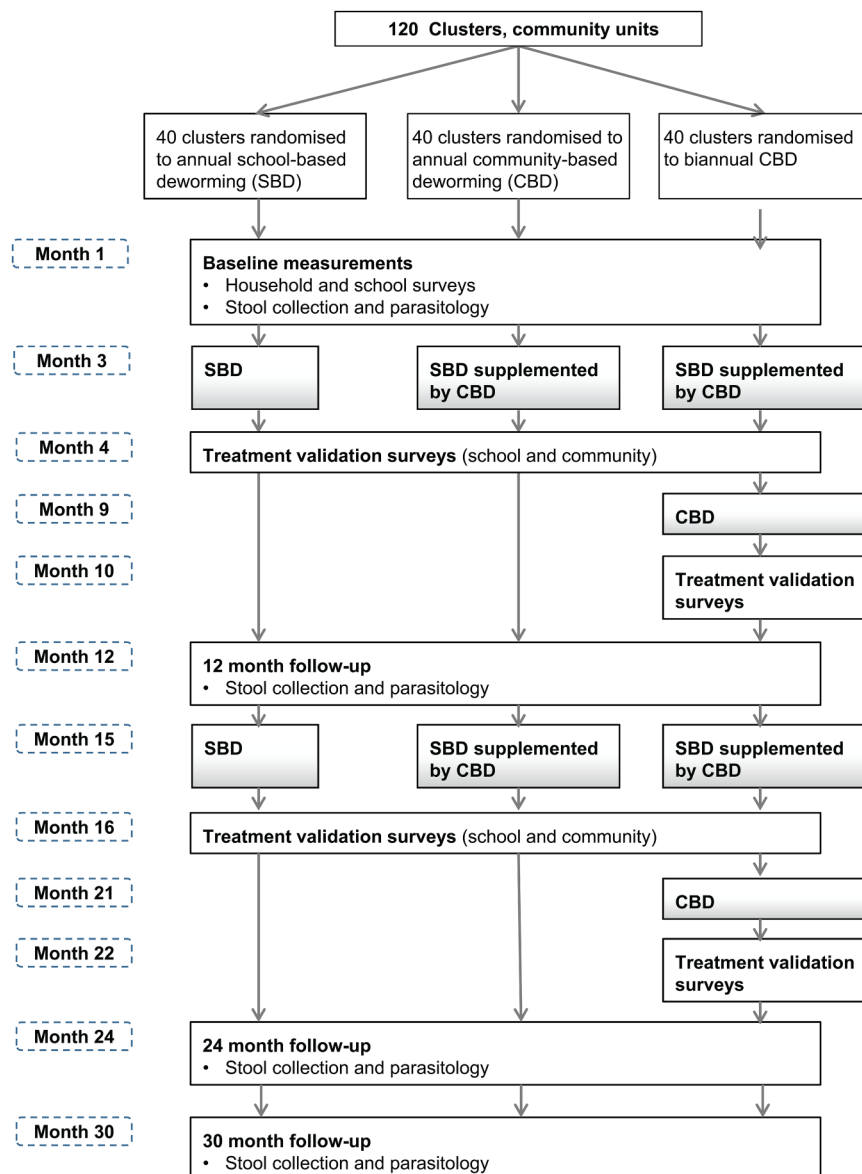 120 Clusters, community units
40 clusters randomised
to annual school-based
deworming (SBD)
40 clusters randomised to
annual community-based
deworming (CBD)
40 clusters randomised
to biannual CBD
Month 1
Baseline measurements
• Household and school surveys
• Stool collection and parasitology
Month 3
SBD
SBD supplemented
by CBD
SBD supplemented
by CBD
Month 4
Treatment validation surveys (school and community)
Month 9
CBD
Month 10
Treatment validation
surveys
Month 12
12 month follow-up
• Stool collection and parasitology
Month 15
SBD
SBD supplemented
by CBD
SBD supplemented
by CBD
Month 16
Treatment validation surveys (school and community)
Month 21
CBD
Month 22
Treatment validation
surveys
Month 24
24 month follow-up
• Stool collection and parasitology
Month 30
30 month follow-up
• Stool collection and parasitology